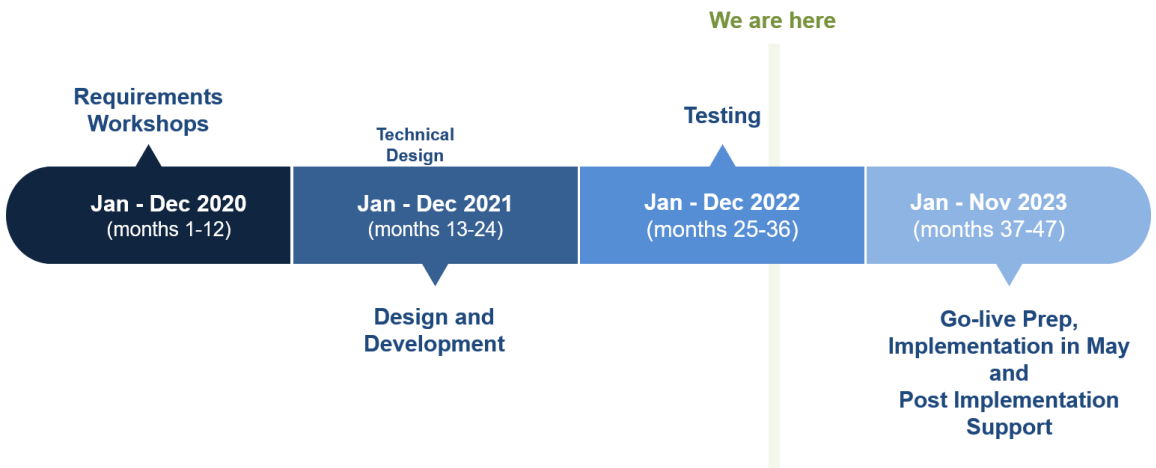 We are here
Requirements
Workshops
Technical
Design
Testing
Jan - Dec 2020
(months 1-12)
Jan - Dec 2021
(months 13-24)
Jan - Dec 2022
(months 25-36)
Jan - Nov 2023
(months 37-47)
Design and
Development
Go-live Prep,
Implementation in May
and
Post Implementation
Support